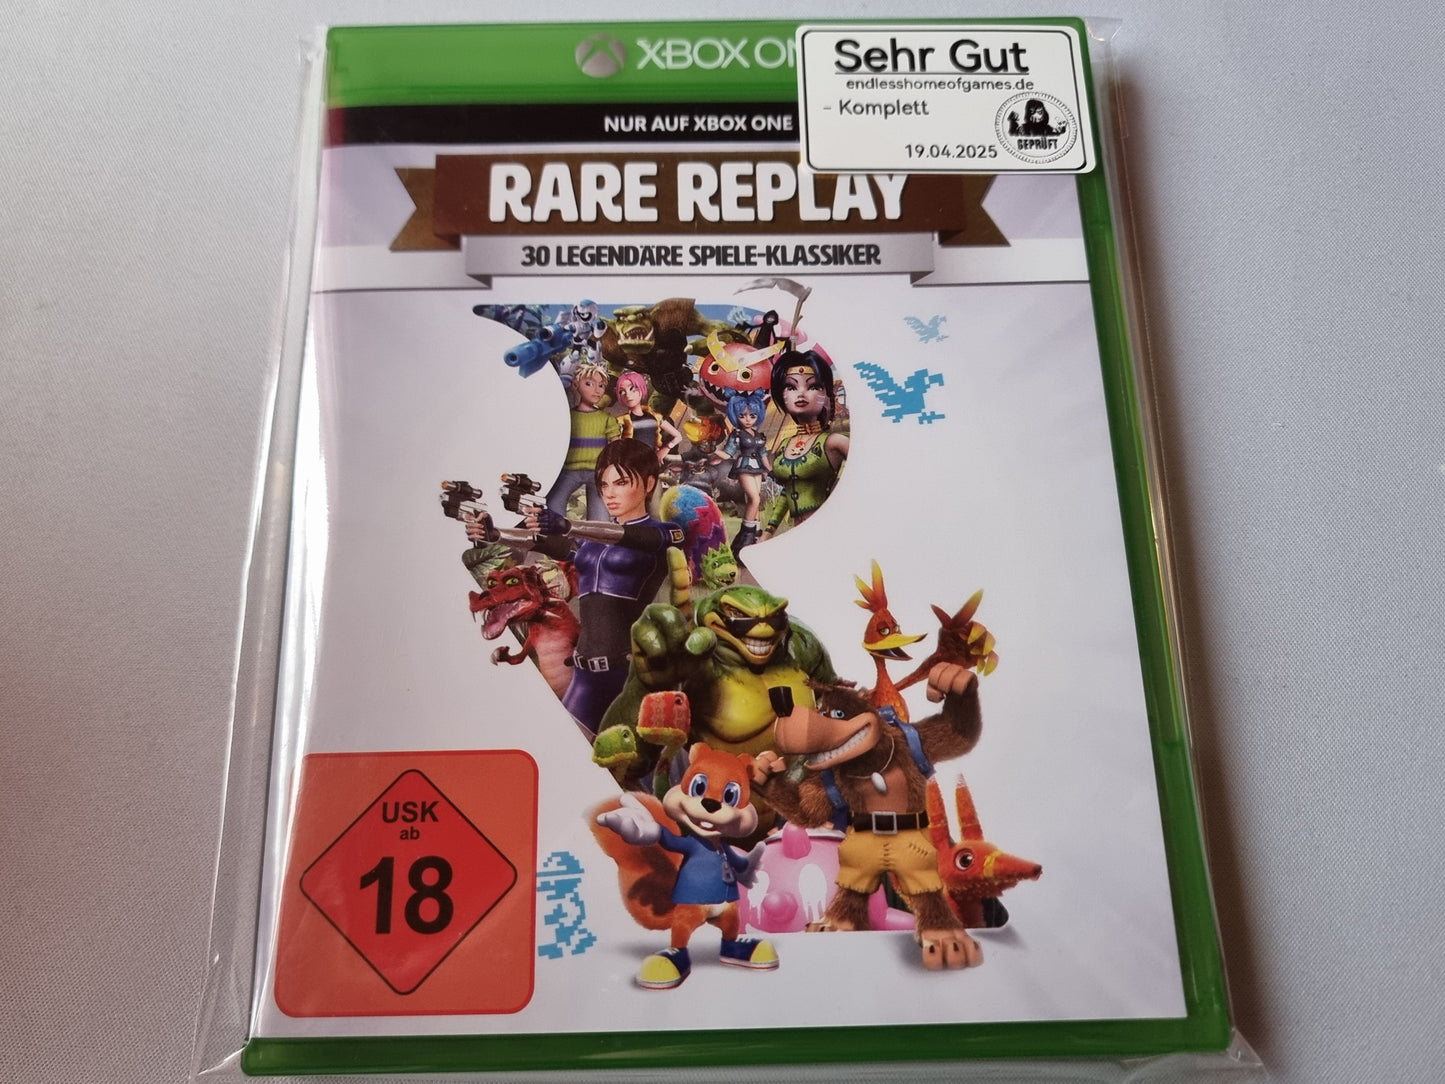 XBOX ON
Sehr Gut
endlesshomeofgames.de
- Komplett
GEPRÜFT
19.04.2025
NUR AUF XBOX ONE
RARE REPLAY
30 LEGENDÄRE SPIELE-KLASSIKER
USK
ab
18